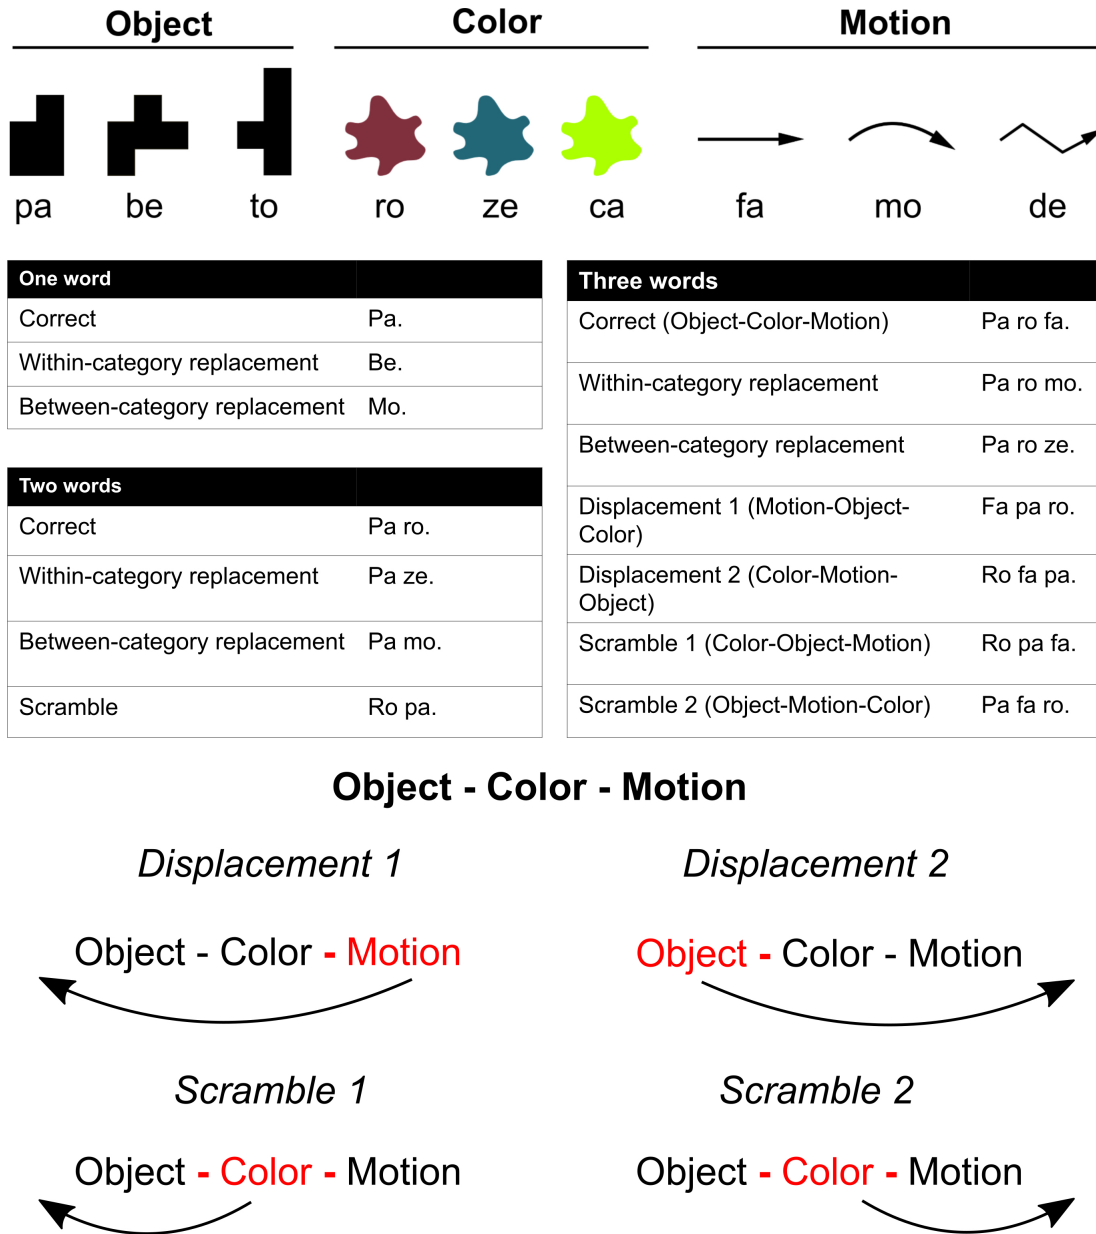 Object Color Motion
pa be to ro ze ca fa mo de
One word
Correct Pa.
Within-category replacement Be.
Between-category replacement Mo.
Two words
Correct Pa ro.
Within-category replacement Pa ze.
Between-category replacement Pa mo.
Scramble Ro pa.
Three words
Correct (Object-Color-Motion) Pa ro fa.
Within-category replacement Pa ro mo.
Between-category replacement Pa ro ze.
Displacement 1 (Motion-Object-
Color) Fa pa ro.
Displacement 2 (Color-Motion-
Object) Ro fa pa.
Scramble 1 (Color-Object-Motion) Ro pa fa.
Scramble 2 (Object-Motion-Color) Pa fa ro.
Object - Color - Motion
Displacement 1 Displacement 2
Object - Color - Motion Object - Color - Motion
Scramble 1 Scramble 2
Object - Color - Motion Object - Color - Motion